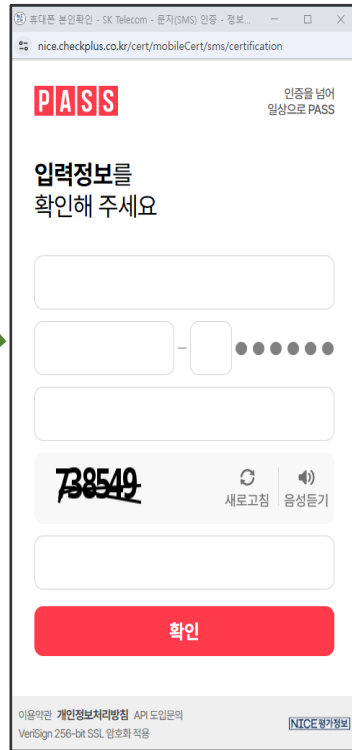 휴대폰 본인확인 - SK Telecom - 문자(SMS) 인증 - 정보...
nice.checkplus.co.kr/cert/mobileCert/sms/certification
PASS
인증을 넘어
일상으로 PASS
입력정보를
확인해 주세요
738549
새로고침 음성듣기
확인
이용약관 개인정보처리방침 API 도입문의
VeriSign 256-bit SSL 암호화 적용
NICE평가정보